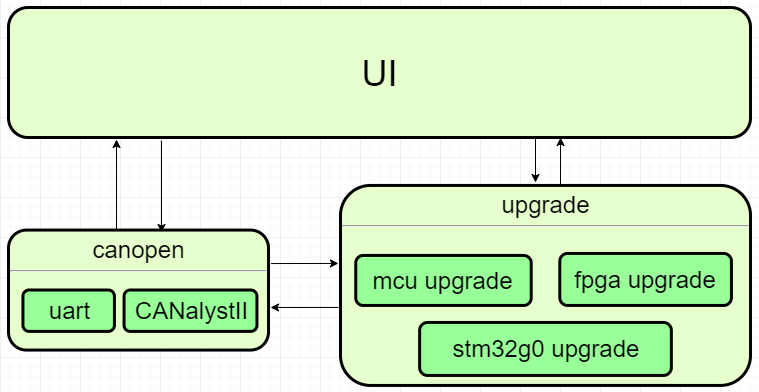 UI
canopen
uart
CANalystII
upgrade
mcu upgrade
fpga upgrade
stm32g0 upgrade